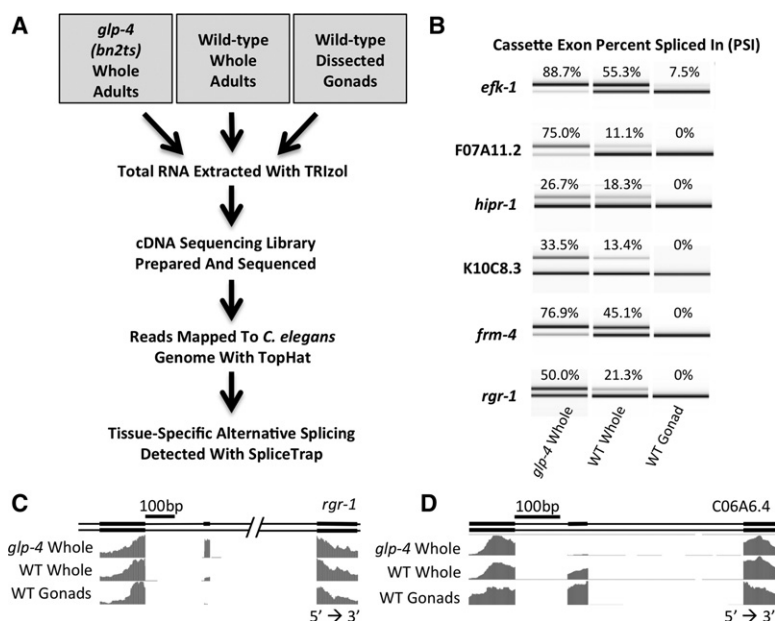 A
glp-4
(bn2ts)
Whole
Adults
Wild-type
Whole
Adults
Wild-type
Dissected
Gonads
Total RNA Extracted With TRIzol
cDNA Sequencing Library
Prepared And Sequenced
Reads Mapped To C. elegans
Genome With TopHat
Tissue-Specific Alternative Splicing
Detected With SpliceTrap
B
Cassette Exon Percent Spliced In (PSI)
efk-1 88.7% 55.3% 7.5%
F07A11.2 75.0% 11.1% 0%
hipr-1 26.7% 18.3% 0%
K10C8.3 33.5% 13.4% 0%
frm-4 76.9% 45.1% 0%
rgr-1 50.0% 21.3% 0%
glp-4 Whole
WT Whole
WT Gonad
C
100bp
rgr-1
glp-4 Whole
WT Whole
WT Gonads
5' → 3'
D
100bp
C06A6.4
glp-4 Whole
WT Whole
WT Gonads
5' → 3'